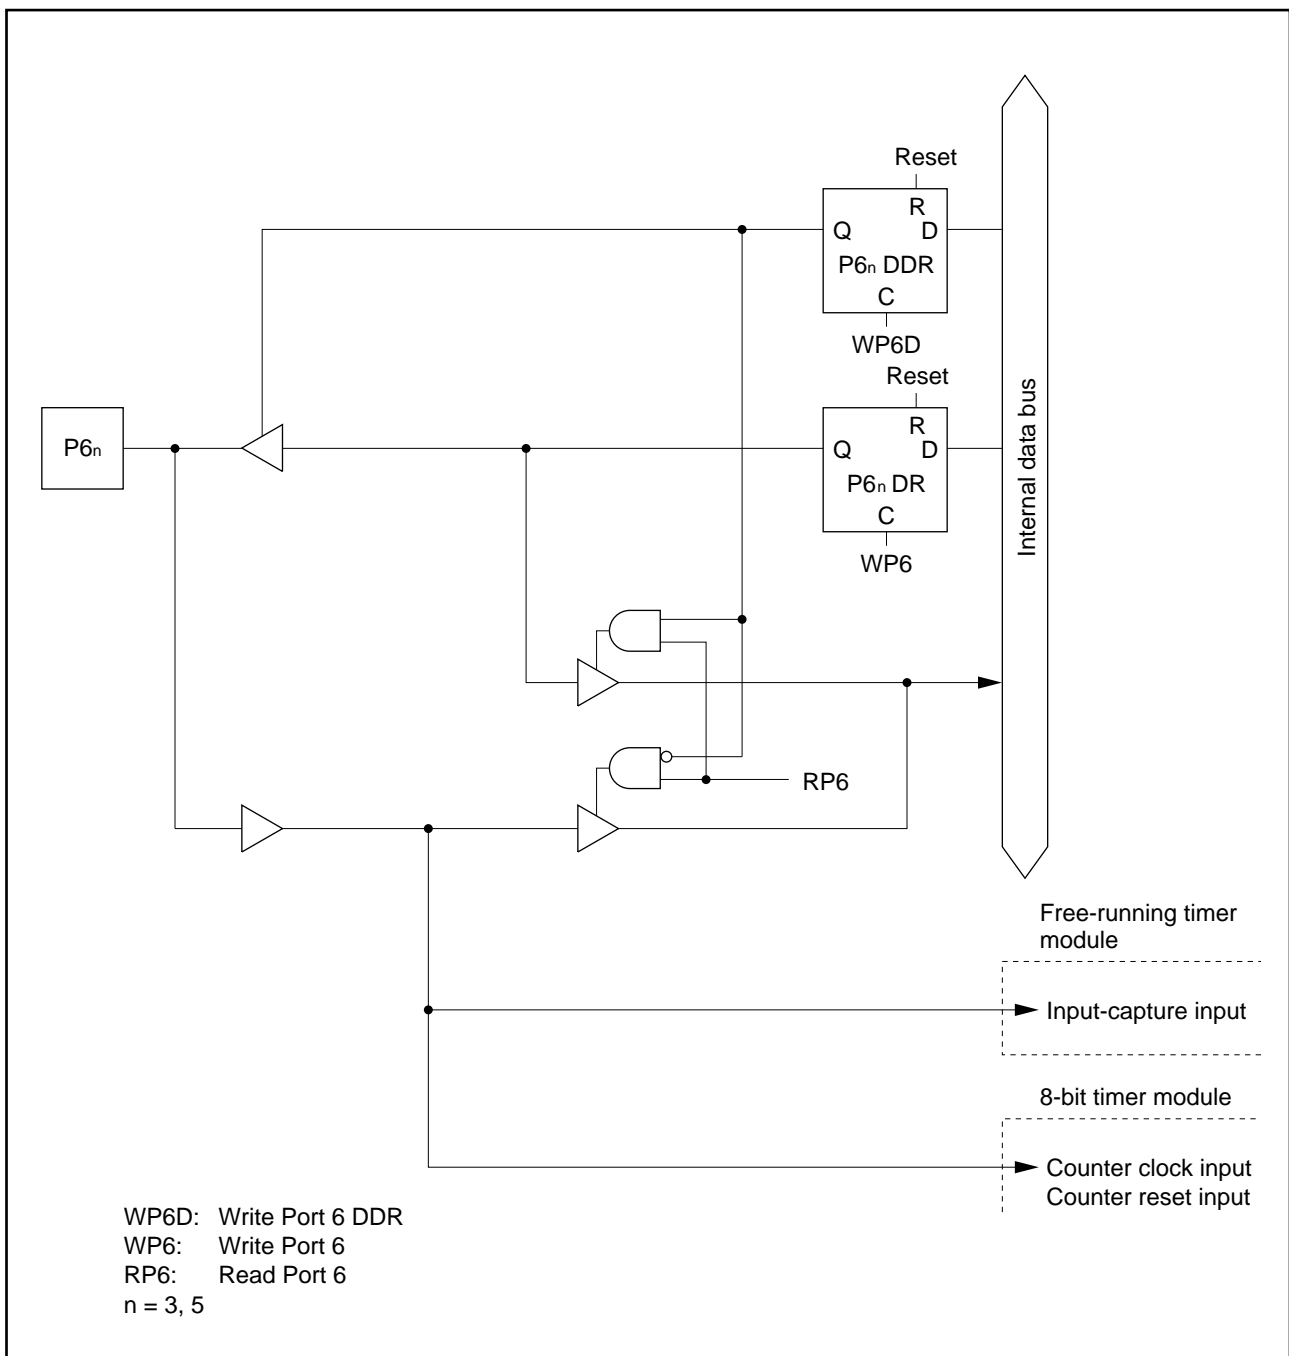 Reset
R
Q D
P6n DDR
C
WP6D
Reset
R
Q D
P6n DR
C
WP6
P6n
Internal data bus
RP6
Free-running timer
module
Input-capture input
8-bit timer module
Counter clock input
Counter reset input
WP6D: Write Port 6 DDR
WP6: Write Port 6
RP6: Read Port 6
n = 3, 5